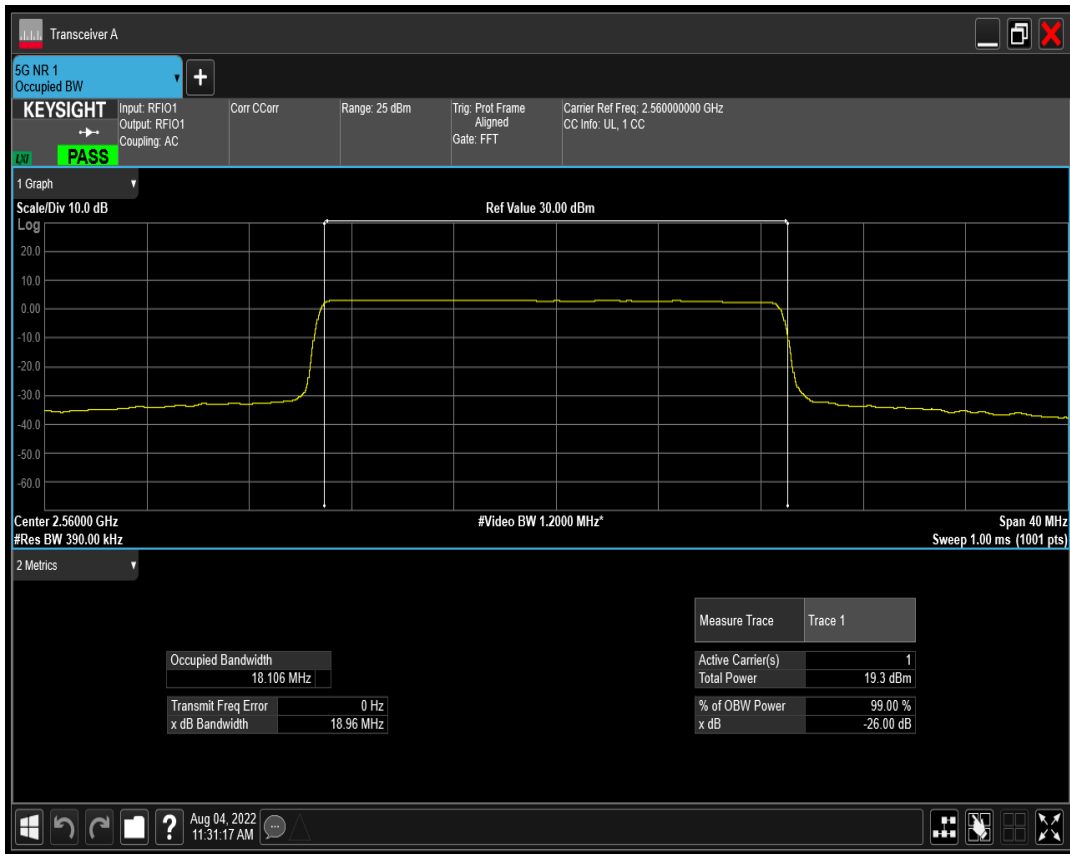 Transceiver A
5G NR 1
Occupied BW
+
KEYSIGHT
LXI
PASS
Input: RFIO1
Output: RFIO1
Coupling: AC
Corr CCorr
Range: 25 dBm
Trig: Prot Frame
Aligned
Gate: FFT
Carrier Ref Freq: 2.560000000 GHz
CC Info: UL, 1 CC
1 Graph
Scale/Div 10.0 dB
Ref Value 30.00 dBm
Log
20.0
10.0
0.00
-10.0
-20.0
-30.0
-40.0
-50.0
-60.0
Center 2.56000 GHz
#Video BW 1.2000 MHz*
Span 40 MHz
#Res BW 390.00 kHz
Sweep 1.00 ms (1001 pts)
2 Metrics
Measure Trace Trace 1
Occupied Bandwidth
18.106 MHz
Active Carrier(s) 1
Total Power 19.3 dBm
Transmit Freq Error 0 Hz
x dB Bandwidth 18.96 MHz
% of OBW Power 99.00 %
x dB -26.00 dB
?
Aug 04, 2022
11:31:17 AM